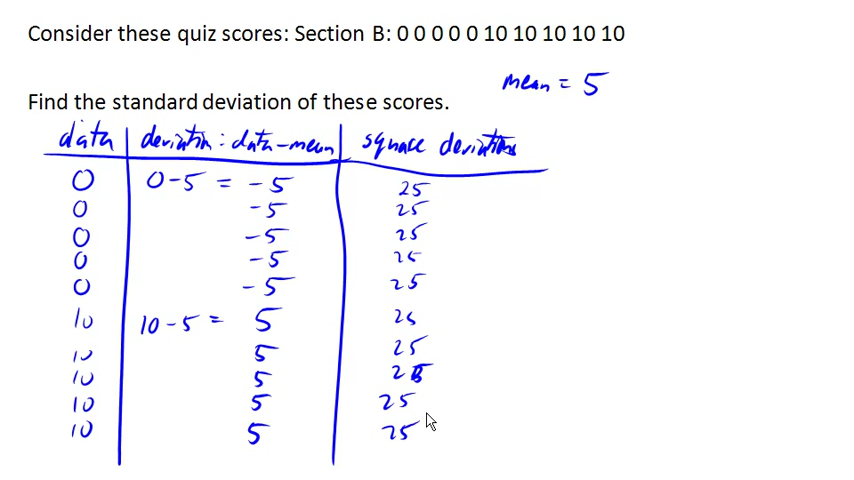 Consider these quiz scores: Section B: 0 0 0 0 0 10 10 10 10 10
mean = 5
Find the standard deviation of these scores.
data deviation: data-mean square deviations
0 0-5 = -5 25
0 -5 25
0 -5 25
0 -5 25
0 -5 25
10 10-5 = 5 25
10 5 25
10 5 25
10 5 25
10 5 25